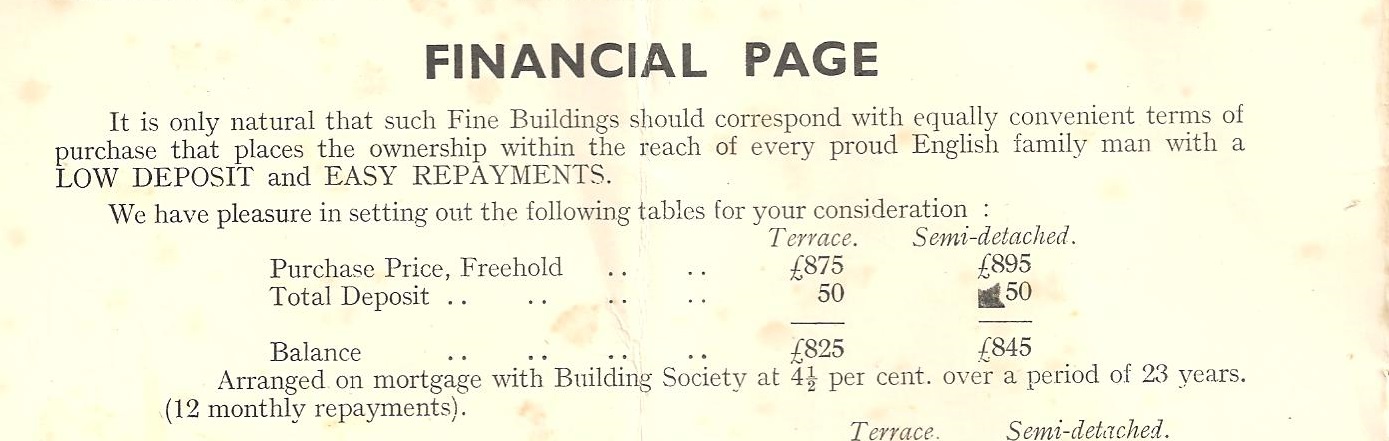 FINANCIAL PAGE
It is only natural that such Fine Buildings should correspond with equally convenient terms of
purchase that places the ownership within the reach of every proud English family man with a
LOW DEPOSIT and EASY REPAYMENTS.
We have pleasure in setting out the following tables for your consideration :
Terrace. Semi-detached.
Purchase Price, Freehold .. .. £875 £895
Total Deposit .. .. .. .. 50 50
Balance .. .. .. .. £825 £845
Arranged on mortgage with Building Society at 4½ per cent. over a period of 23 years.
(12 monthly repayments).
Terrace. Semi-detached.